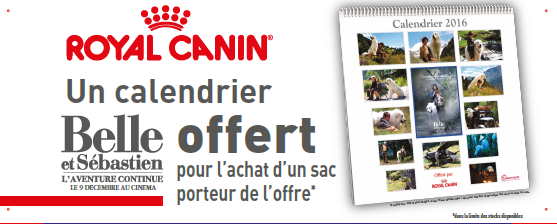 ROYAL CANIN®
Un calendrier
Belle
et Sébastien
L'AVENTURE CONTINUE
LE 9 DÉCEMBRE AU CINÉMA
offert
pour l'achat d'un sac
porteur de l'offre*
Calendrier 2016
Belle
Offert par
ROYAL CANIN
*dans la limite des stocks disponibles